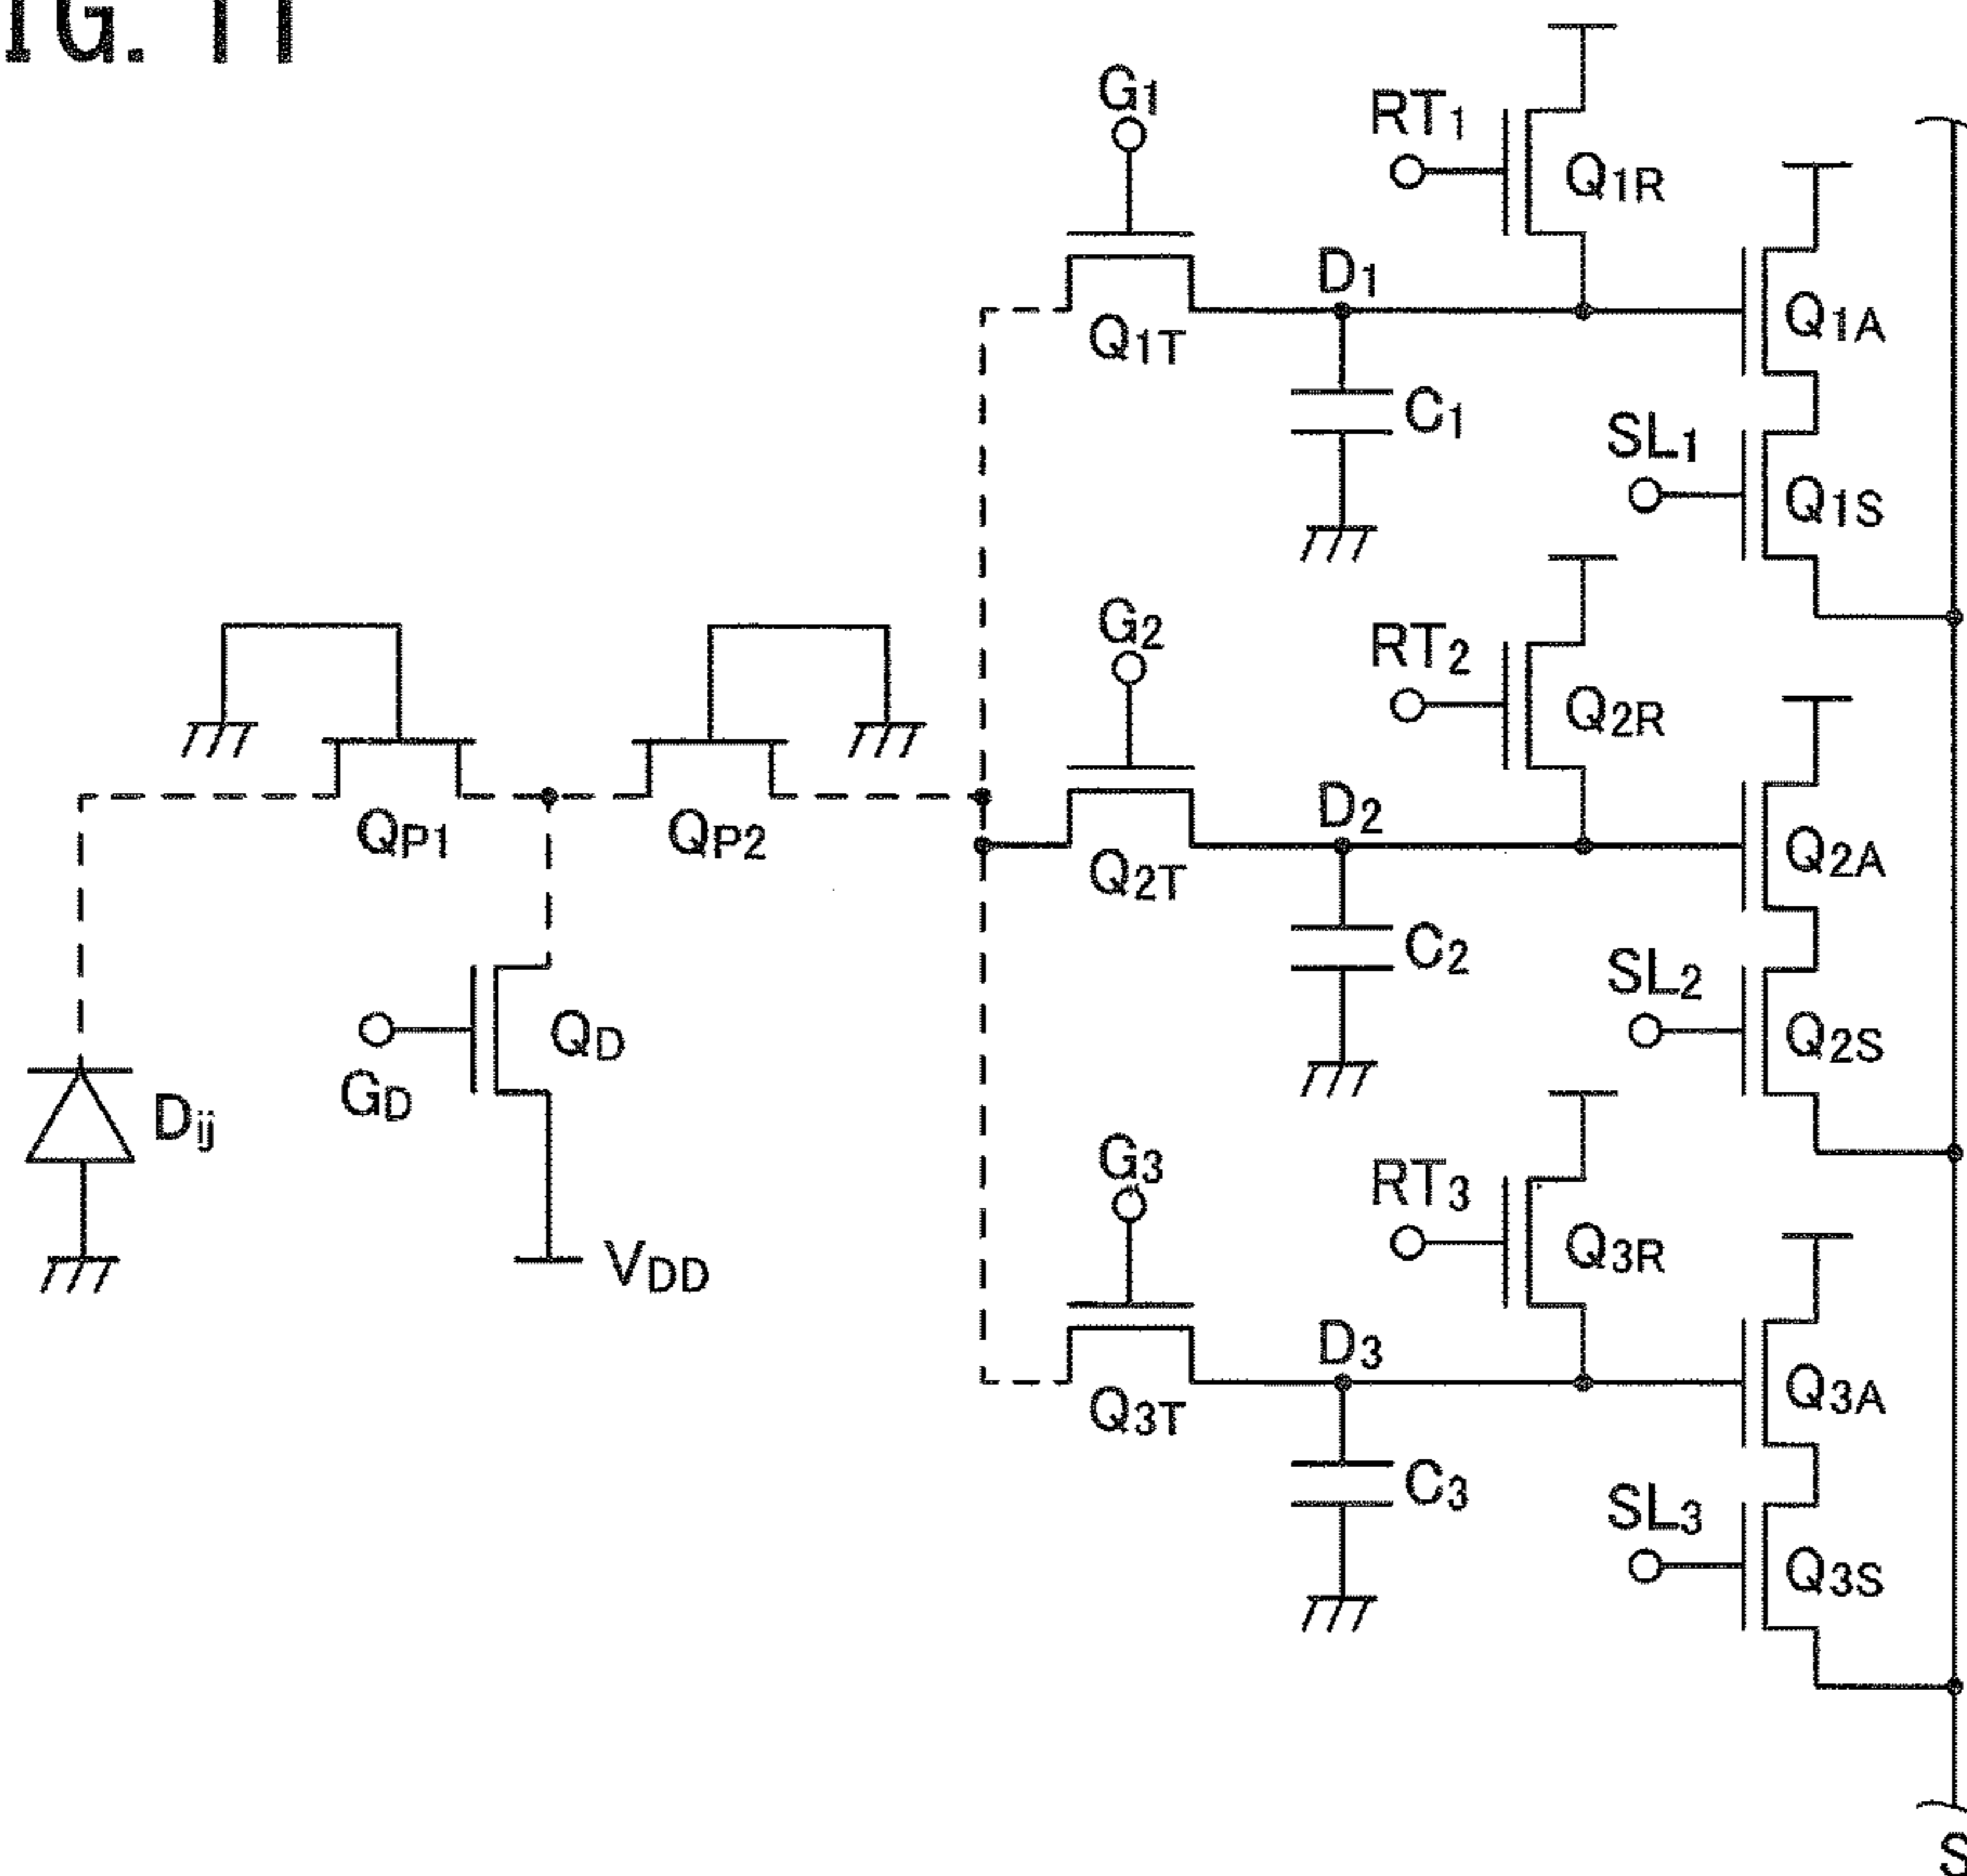 IG. 11
G1
RT1
Q1R
D1
Q1T
Q1A
C1
SL1
Q1S
G2
RT2
Q2R
D2
QP1
QP2
Q2T
Q2A
C2
SL2
QD
Q2S
GD
Dij
G3
RT3
Q3R
VDD
D3
Q3T
Q3A
C3
SL3
Q3S
S